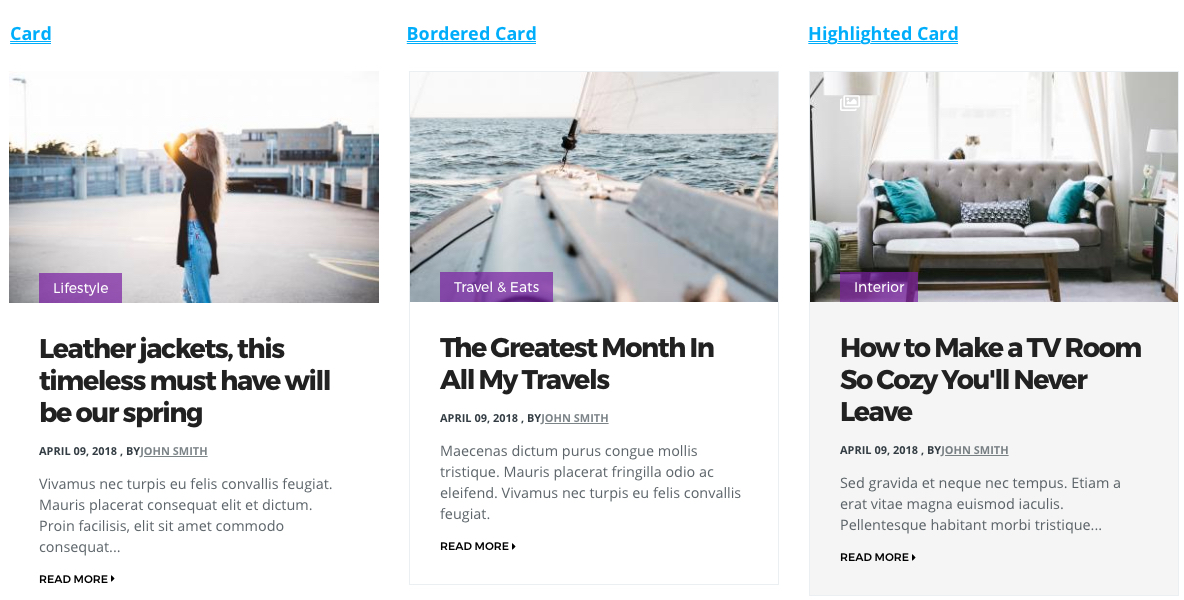 Card
Lifestyle
Leather jackets, this
timeless must have will
be our spring
APRIL 09, 2018 , BYJOHN SMITH
Vivamus nec turpis eu felis convallis feugiat.
Mauris placerat consequat elit et dictum.
Proin facilisis, elit sit amet commodo
consequat...
READ MORE
Bordered Card
Travel & Eats
The Greatest Month In
All My Travels
APRIL 09, 2018 , BYJOHN SMITH
Maecenas dictum purus congue mollis
tristique. Mauris placerat fringilla odio ac
eleifend. Vivamus nec turpis eu felis convallis
feugiat.
READ MORE
Highlighted Card
Interior
How to Make a TV Room
So Cozy You'll Never
Leave
APRIL 09, 2018 , BYJOHN SMITH
Sed gravida et neque nec tempus. Etiam a
erat vitae magna euismod iaculis.
Pellentesque habitant morbi tristique...
READ MORE